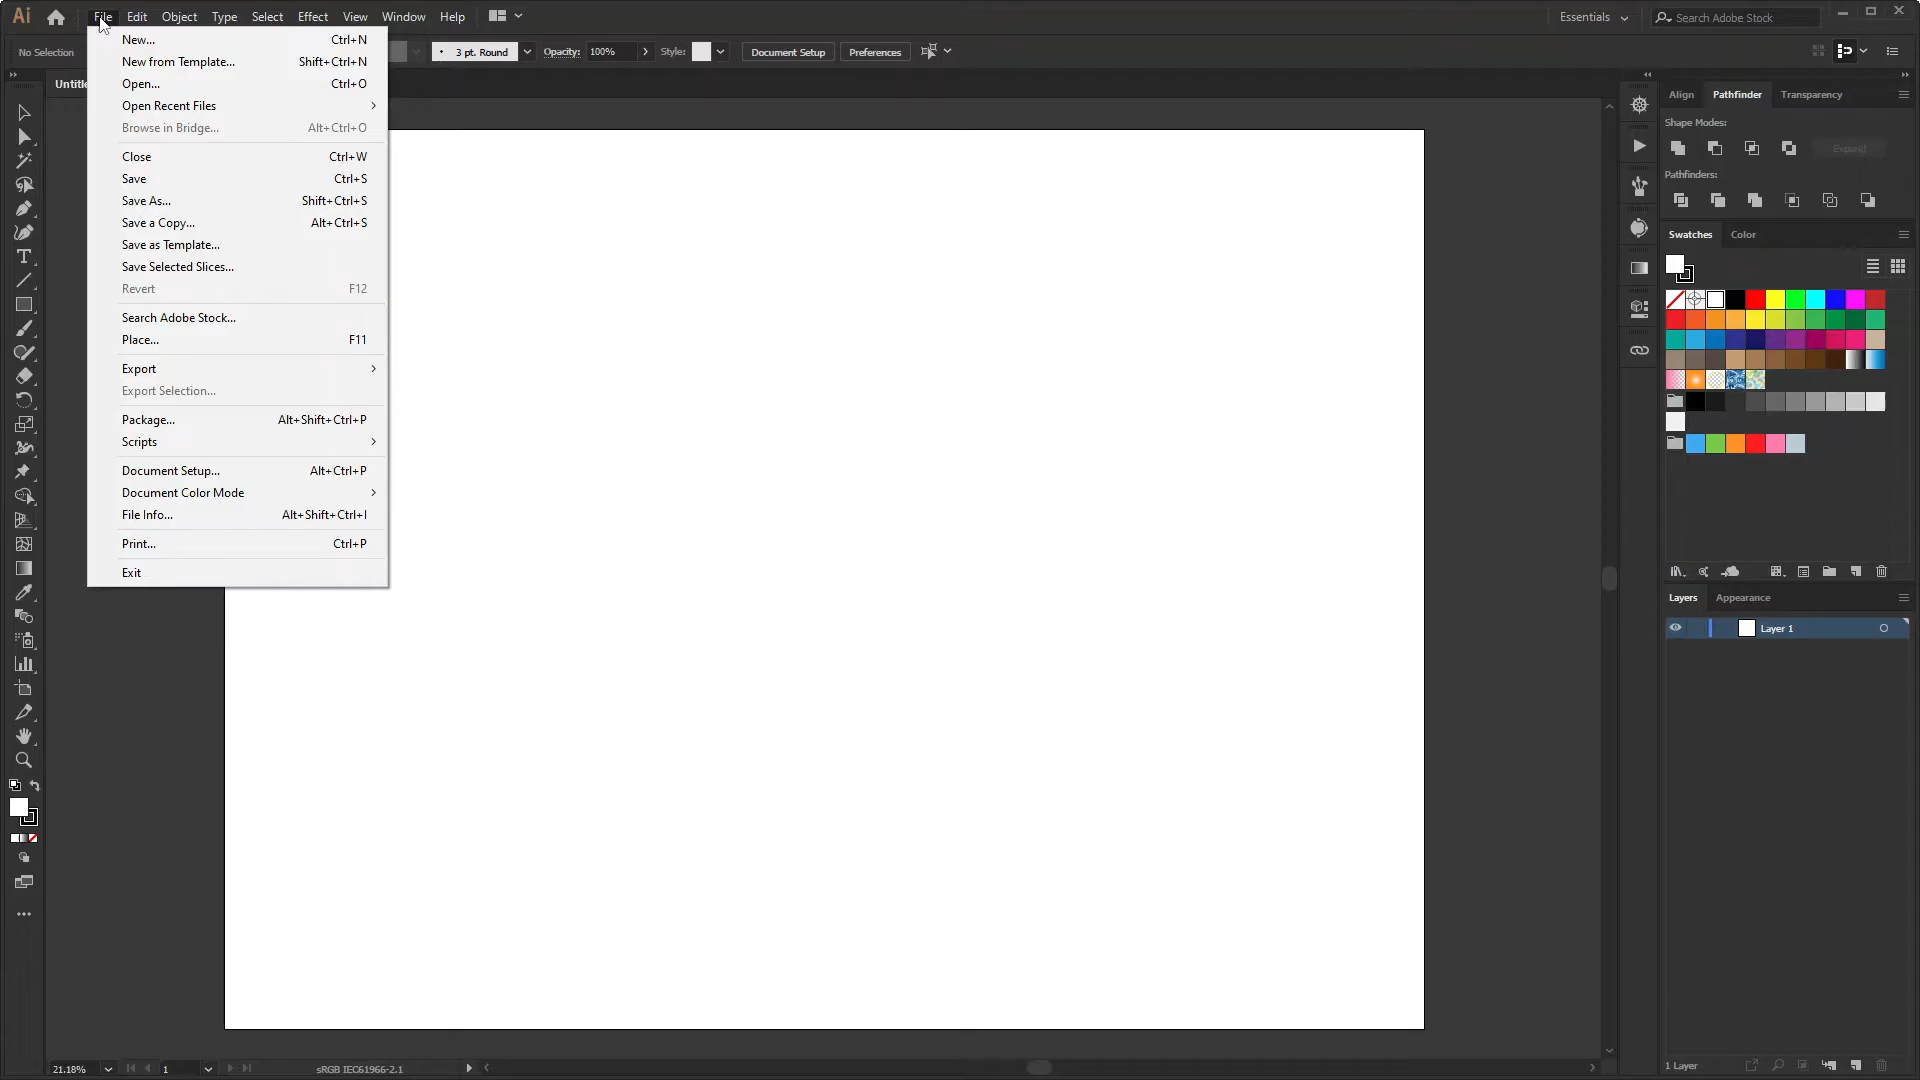 Ai File Edit Object Type Select Effect View Window Help Essentials Search Adobe Stock
No Selection 3 pt. Round Opacity: 100% Style: Document Setup Preferences
Untitle
New... Ctrl+N
New from Template... Shift+Ctrl+N
Open... Ctrl+O
Open Recent Files
Browse in Bridge... Alt+Ctrl+O
Close Ctrl+W
Save Ctrl+S
Save As... Shift+Ctrl+S
Save a Copy... Alt+Ctrl+S
Save as Template...
Save Selected Slices...
Revert F12
Search Adobe Stock...
Place... F11
Export
Export Selection...
Package... Alt+Shift+Ctrl+P
Scripts
Document Setup... Alt+Ctrl+P
Document Color Mode
File Info... Alt+Shift+Ctrl+I
Print... Ctrl+P
Exit
Align Pathfinder Transparency
Shape Modes:
Expand
Pathfinders:
Swatches Color
Layers Appearance
Layer 1
1 Layer
21.18% 1 sRGB IEC61966-2.1